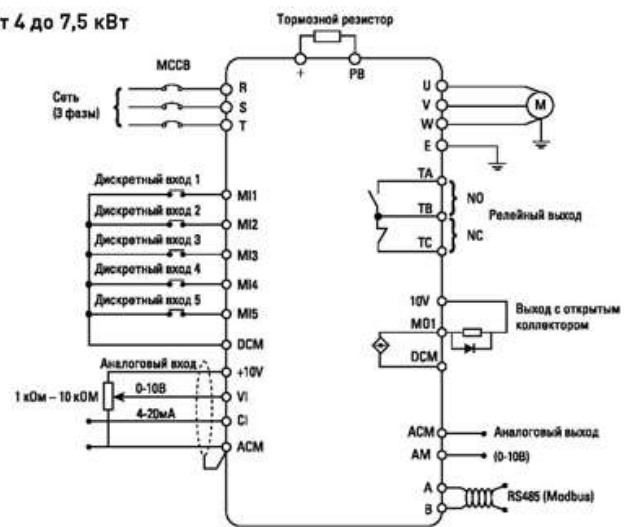 т 4 до 7,5 кВт
Тормозной резистор
+
PB
MCCB
Сеть
(3 фазы)
R
S
T
U
V
W
E
M
Дискретный вход 1
MI1
Дискретный вход 2
MI2
Дискретный вход 3
MI3
Дискретный вход 4
MI4
Дискретный вход 5
MI5
DCM
TA
TB
TC
NO
NC
Релейный выход
10V
MO1
DCM
Выход с открытым
коллектором
Аналоговый вход
+10V
1 кОм – 10 кОМ
0-10В
VI
4-20мА
CI
ACM
ACM
Аналоговый выход
AM
(0-10В)
A
B
RS485 (Modbus)